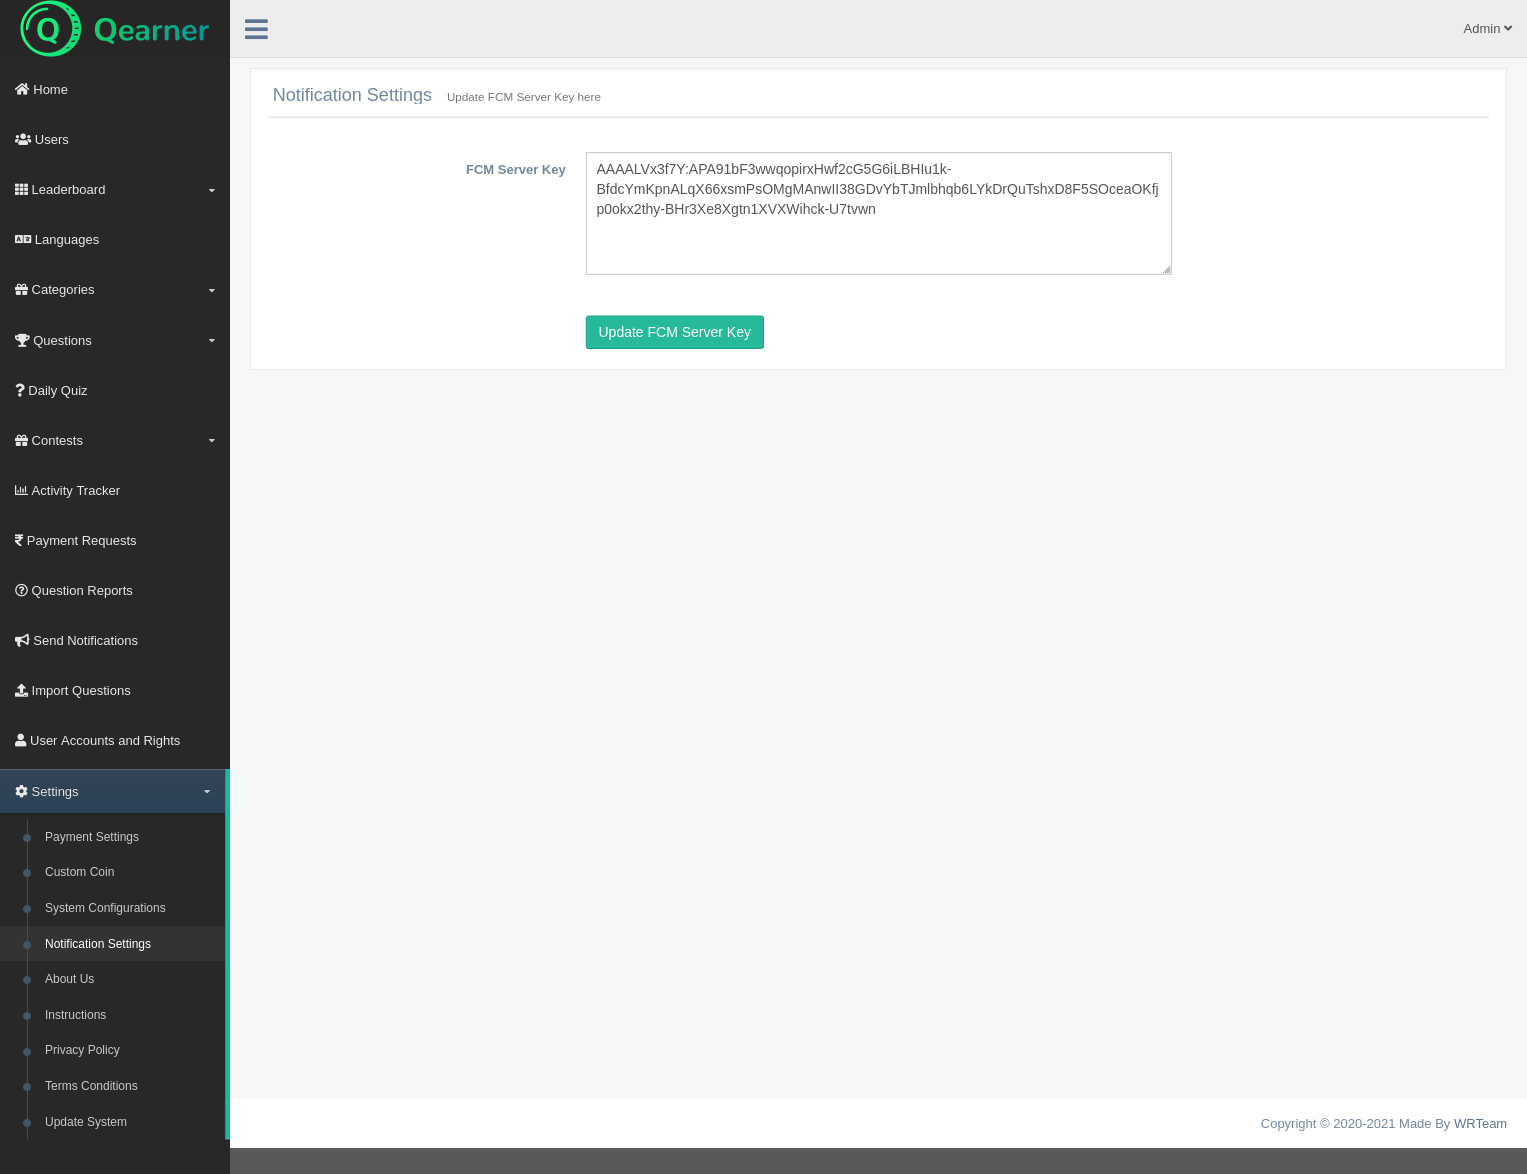 Qearner
Admin
Home
Users
Leaderboard
Languages
Categories
Questions
Daily Quiz
Contests
Activity Tracker
Payment Requests
Question Reports
Send Notifications
Import Questions
User Accounts and Rights
Settings
Payment Settings
Custom Coin
System Configurations
Notification Settings
About Us
Instructions
Privacy Policy
Terms Conditions
Update System
Notification Settings Update FCM Server Key here
FCM Server Key
AAAALVx3f7Y:APA91bF3wwqopirxHwf2cG5G6iLBHIu1k-
BfdcYmKpnALqX66xsmPsOMgMAnwII38GDvYbTJmlbhqb6LYkDrQuTshxD8F5SOceaOKfj
p0okx2thy-BHr3Xe8Xgtn1XVXWihck-U7tvwn
Update FCM Server Key
Copyright © 2020-2021 Made By WRTeam